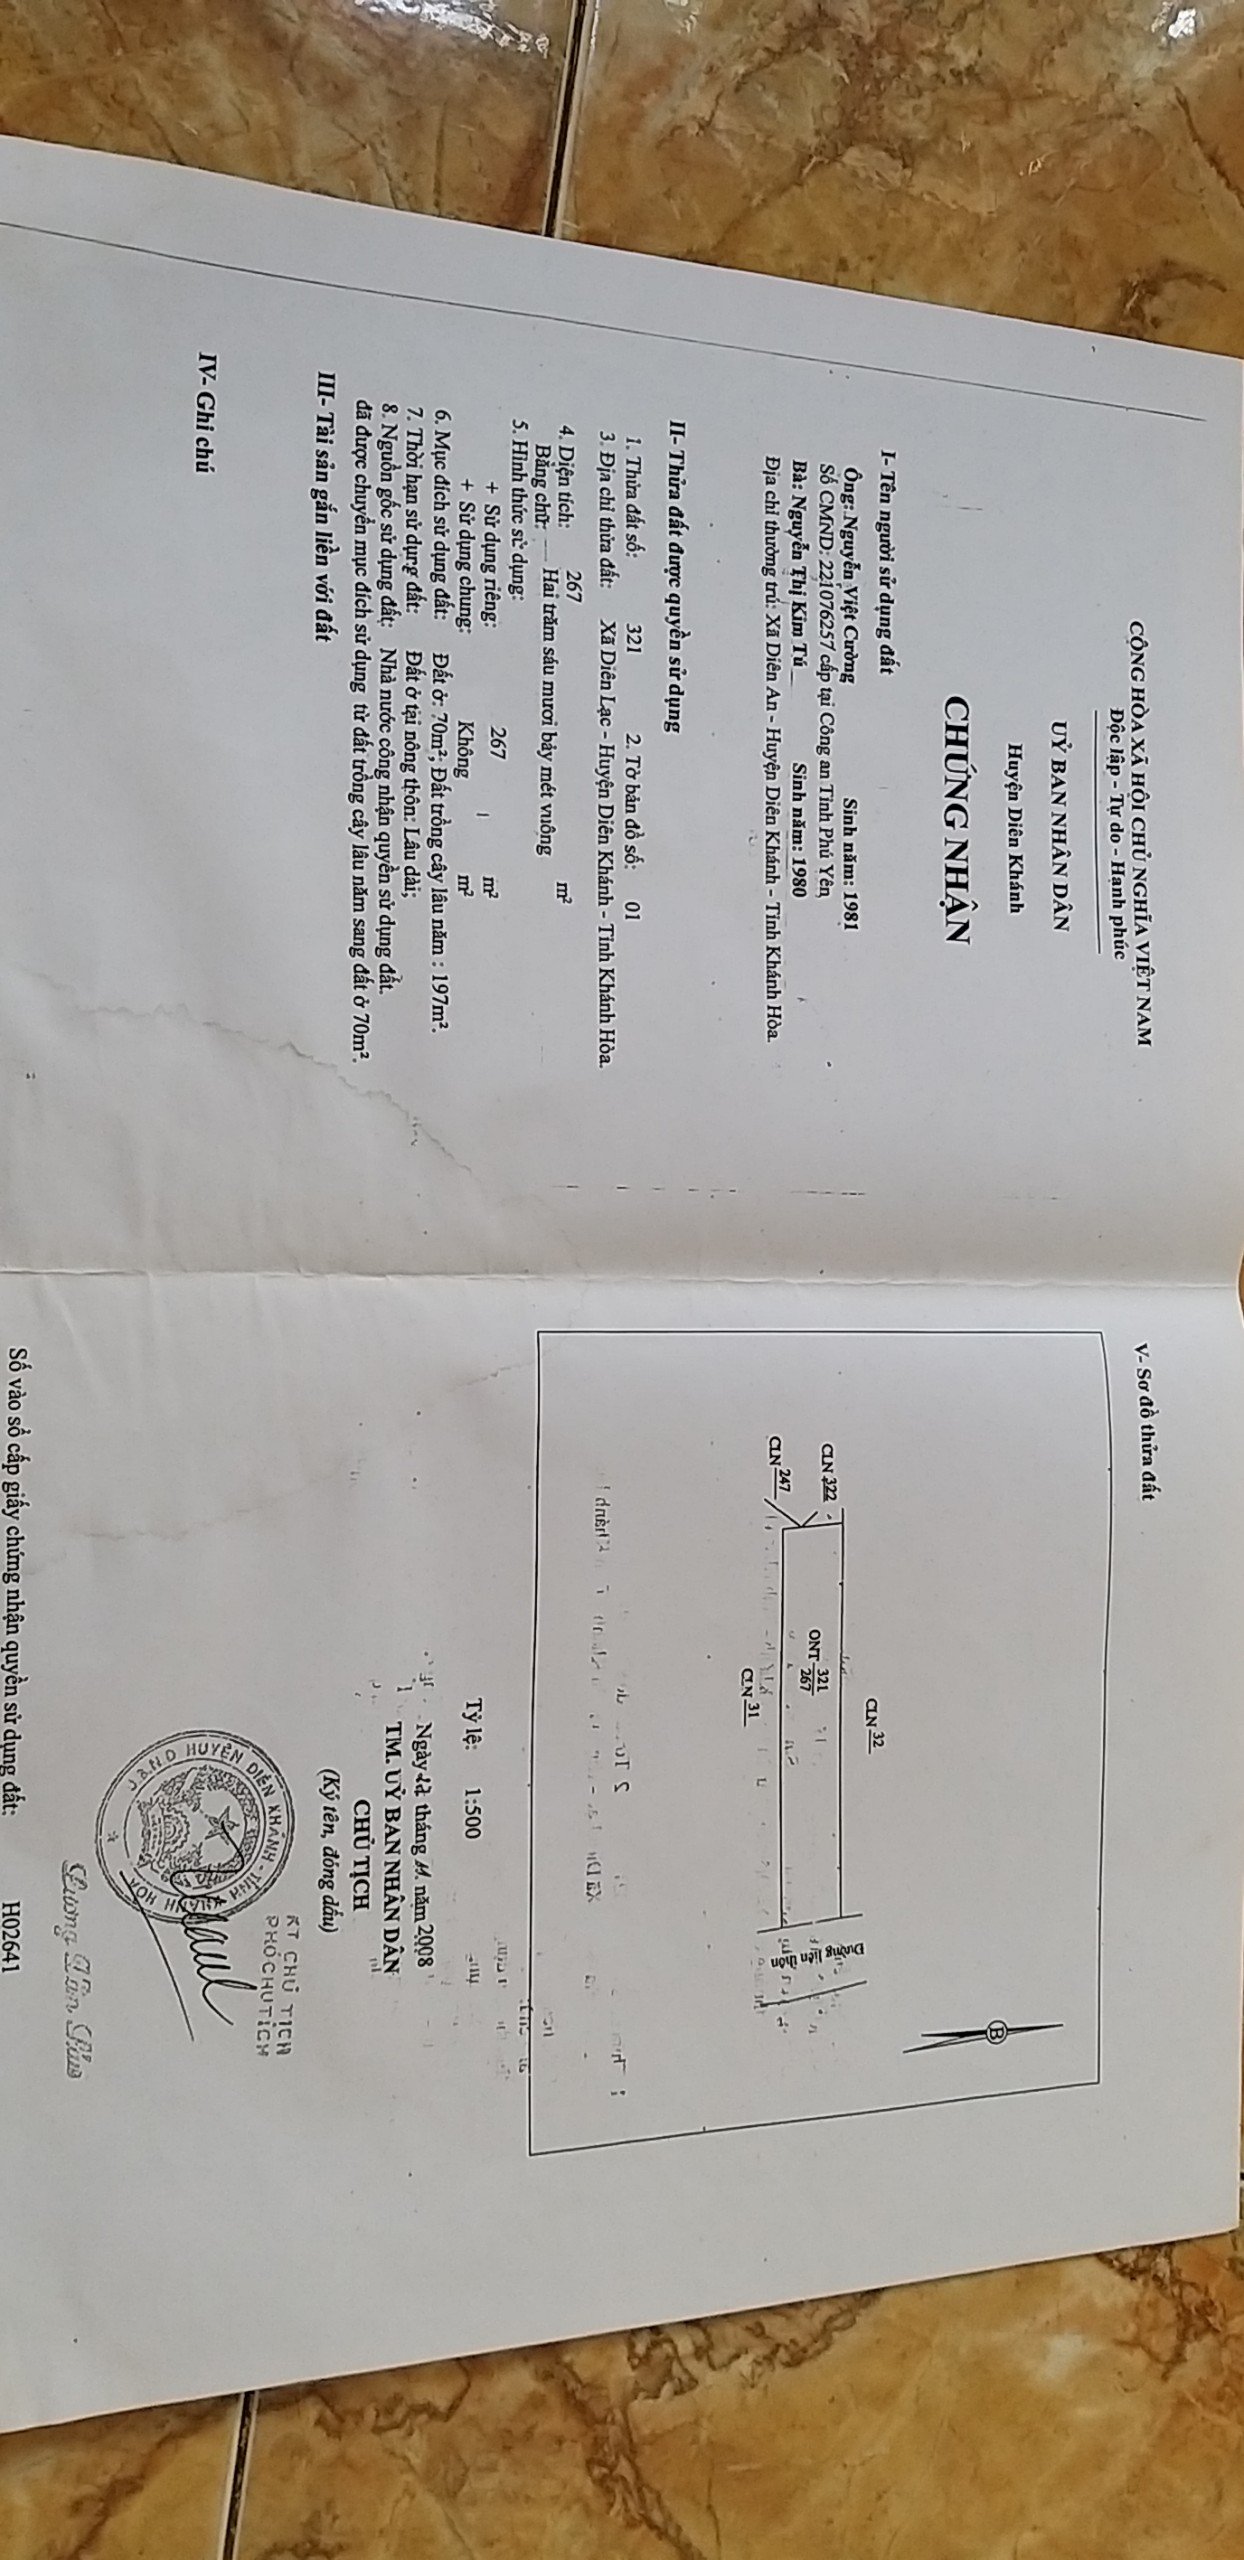 CỘNG HÒA XÃ HỘI CHỦ NGHĨA VIỆT NAM
Độc lập - Tự do - Hạnh phúc
UỶ BAN NHÂN DÂN
Huyện Diên Khánh
CHỨNG NHẬN
I- Tên người sử dụng đất
Ông: Nguyễn Việt Cường Sinh năm: 1981
Số CMND: 221076257 cấp tại Công an Tỉnh Phú Yên
Bà: Nguyễn Thị Kim Tú Sinh năm: 1980
Địa chỉ thường trú: Xã Diên An - Huyện Diên Khánh - Tỉnh Khánh Hòa.
II- Thửa đất được quyền sử dụng
1. Thửa đất số: 321 2. Tờ bản đồ số: 01
3. Địa chỉ thửa đất: Xã Diên Lạc - Huyện Diên Khánh - Tỉnh Khánh Hòa.
4. Diện tích: 267 m²
Bằng chữ: Hai trăm sáu mươi bảy mét vuông
5. Hình thức sử dụng:
+ Sử dụng riêng: 267 m²
+ Sử dụng chung: Không m²
6. Mục đích sử dụng đất: Đất ở: 70m²; Đất trồng cây lâu năm : 197m².
7. Thời hạn sử dụng đất: Đất ở tại nông thôn: Lâu dài;
8. Nguồn gốc sử dụng đất: Nhà nước công nhận quyền sử dụng đất.
đã được chuyển mục đích sử dụng từ đất trồng cây lâu năm sang đất ở 70m².
III- Tài sản gắn liền với đất
IV- Ghi chú
V- Sơ đồ thửa đất
B
CLN 32
CLN 322
ONT 321
267
CLN 247
CLN 31
Đường liên thôn
Tỷ lệ: 1:500
Ngày tháng 11 năm 2008
TM. UỶ BAN NHÂN DÂN
CHỦ TỊCH
(Ký tên, đóng dấu)
KT CHỦ TỊCH
PHÓ CHỦ TỊCH
U.B.N.D HUYỆN DIÊN KHÁNH - TỈNH KHÁNH HÒA
Số vào sổ cấp giấy chứng nhận quyền sử dụng đất: H02641